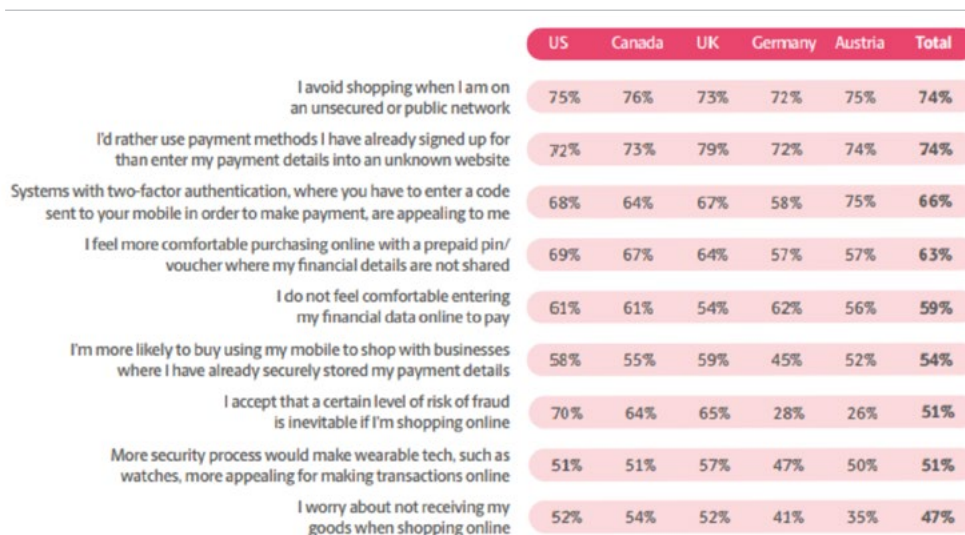 US Canada UK Germany Austria Total
I avoid shopping when I am on
an unsecured or public network
75% 76% 73% 72% 75% 74%
I'd rather use payment methods I have already signed up for
than enter my payment details into an unknown website
72% 73% 79% 72% 74% 74%
Systems with two-factor authentication, where you have to enter a code
sent to your mobile in order to make payment, are appealing to me
68% 64% 67% 58% 75% 66%
I feel more comfortable purchasing online with a prepaid pin/
voucher where my financial details are not shared
69% 67% 64% 57% 57% 63%
I do not feel comfortable entering
my financial data online to pay
61% 61% 54% 62% 56% 59%
I'm more likely to buy using my mobile to shop with businesses
where I have already securely stored my payment details
58% 55% 59% 45% 52% 54%
I accept that a certain level of risk of fraud
is inevitable if I'm shopping online
70% 64% 65% 28% 26% 51%
More security process would make wearable tech, such as
watches, more appealing for making transactions online
51% 51% 57% 47% 50% 51%
I worry about not receiving my
goods when shopping online
52% 54% 52% 41% 35% 47%